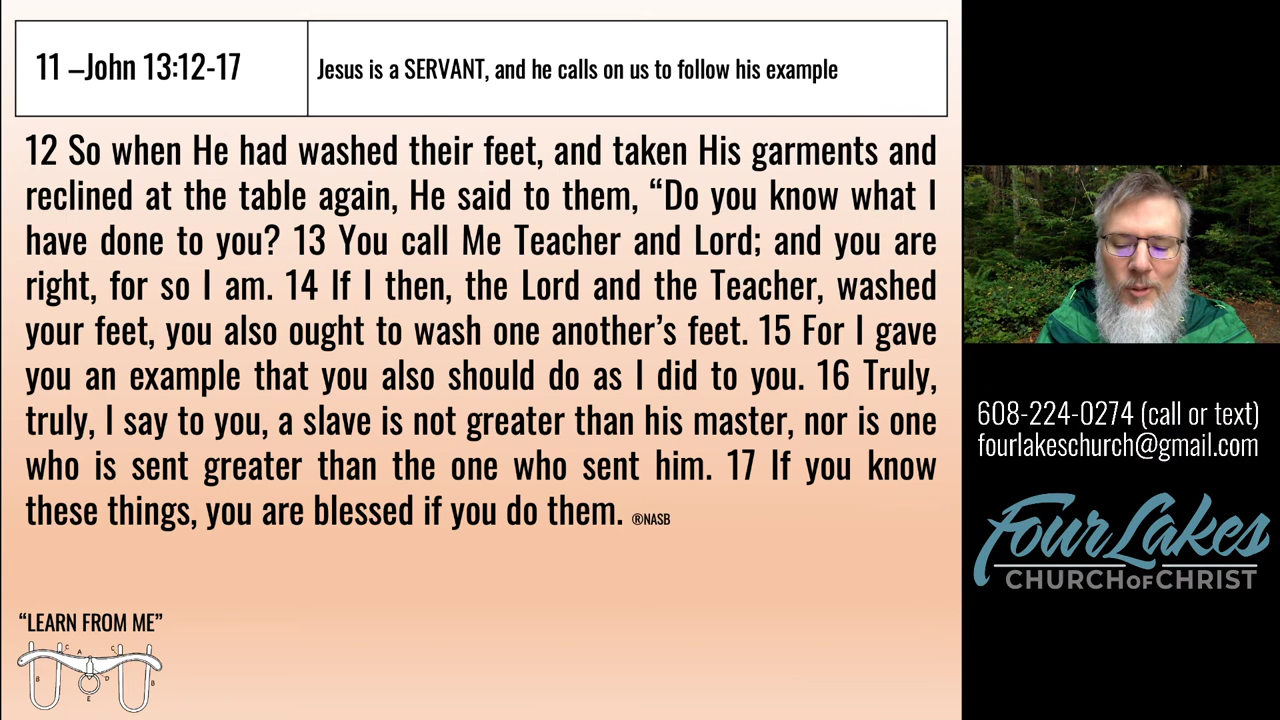 11 –John 13:12-17
Jesus is a SERVANT, and he calls on us to follow his example
12 So when He had washed their feet, and taken His garments and
reclined at the table again, He said to them, “Do you know what I
have done to you? 13 You call Me Teacher and Lord; and you are
right, for so I am. 14 If I then, the Lord and the Teacher, washed
your feet, you also ought to wash one another’s feet. 15 For I gave
you an example that you also should do as I did to you. 16 Truly,
truly, I say to you, a slave is not greater than his master, nor is one
who is sent greater than the one who sent him. 17 If you know
these things, you are blessed if you do them. ®NASB
“LEARN FROM ME”
C A C
B D B
E
608-224-0274 (call or text)
fourlakeschurch@gmail.com
Four Lakes
CHURCH OF CHRIST